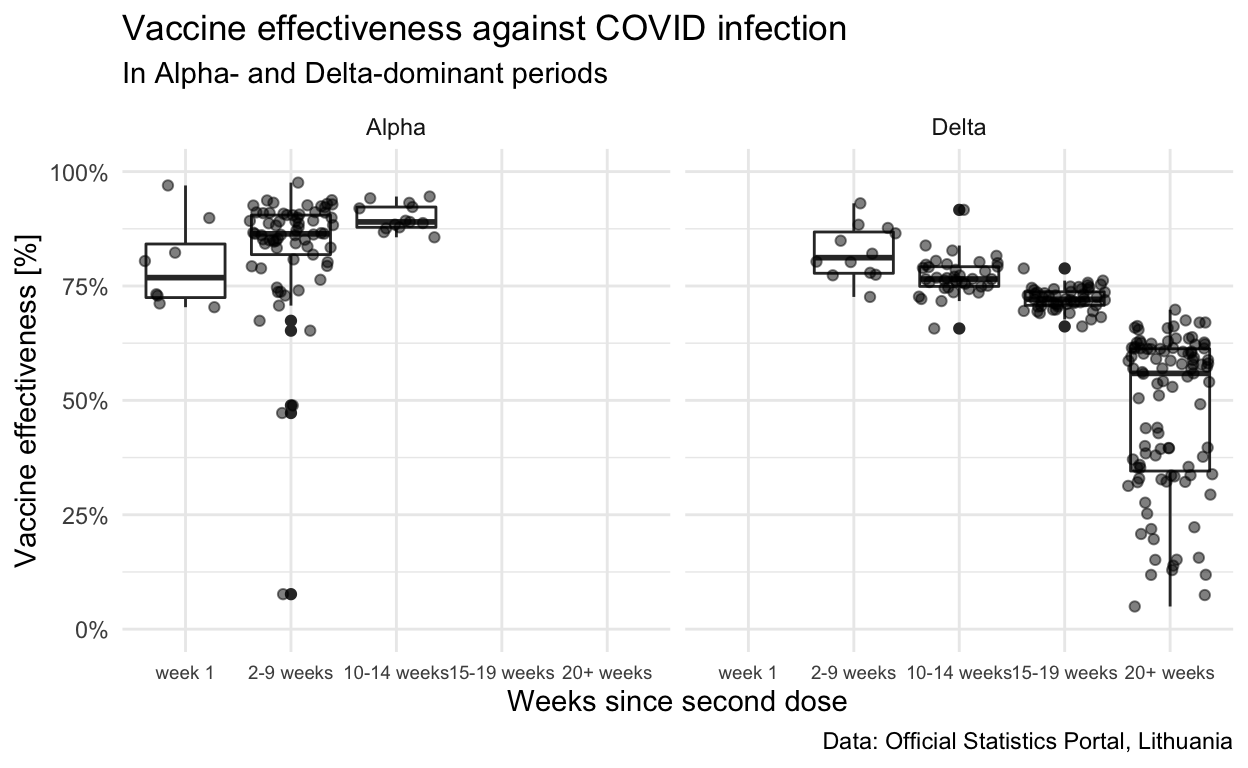 Vaccine effectiveness against COVID infection
In Alpha- and Delta-dominant periods
Alpha
Delta
Vaccine effectiveness [%]
100%
75%
50%
25%
0%
week 1 2-9 weeks 10-14 weeks 15-19 weeks 20+ weeks
week 1 2-9 weeks 10-14 weeks 15-19 weeks 20+ weeks
Weeks since second dose
Data: Official Statistics Portal, Lithuania